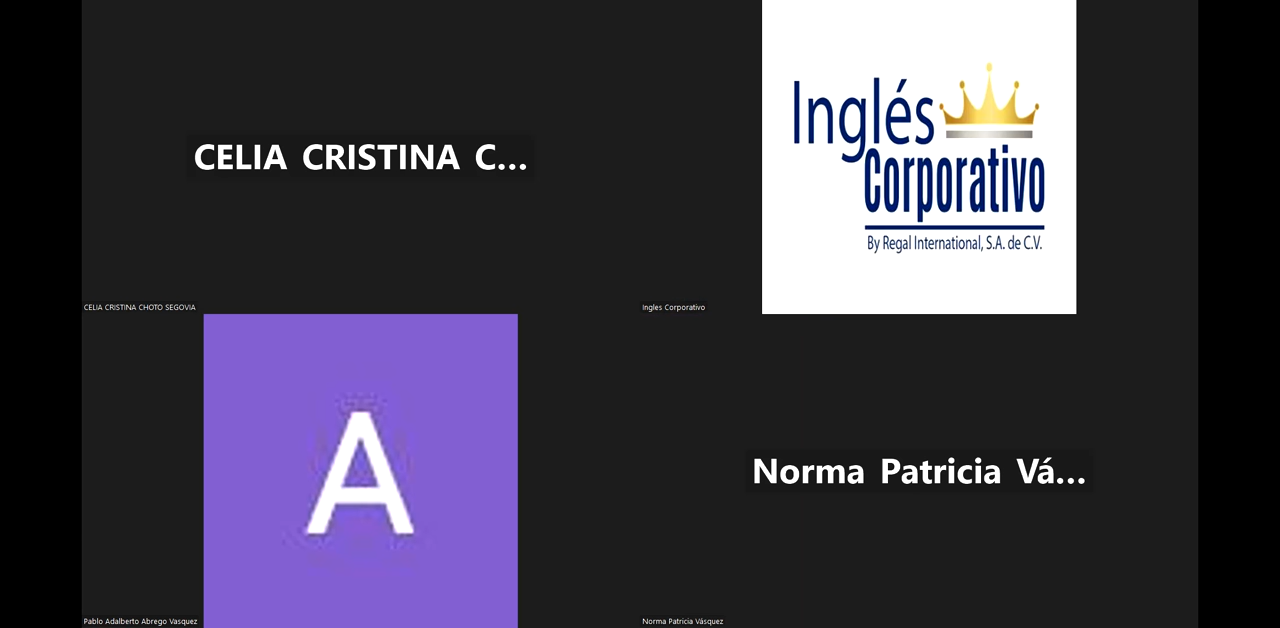 CELIA CRISTINA C...
CELIA CRISTINA CHOTO SEGOVIA
Inglés
Corporativo
By Regal International, S.A. de C.V.
Ingles Corporativo
A
Pablo Adalberto Abrego Vasquez
Norma Patricia Vá...
Norma Patricia Vásquez